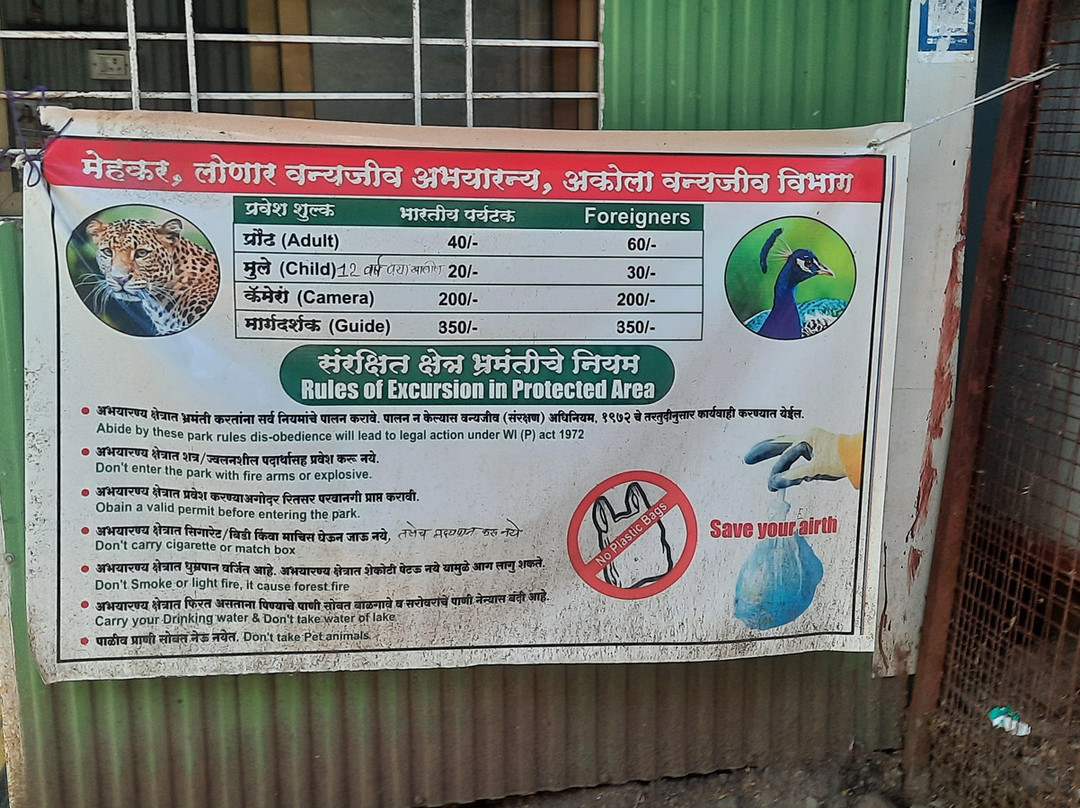 मेहकर, लोणार वन्यजीव अभयारन्य, अकोला वन्यजीव विभाग
प्रवेश शुल्क भारतीय पर्यटक Foreigners
प्रौढ (Adult) 40/- 60/-
मुले (Child) 12 वर्ष 20/- 30/-
कॅमेरा (Camera) 200/- 200/-
मार्गदर्शक (Guide) 350/- 350/-
संरक्षित क्षेत्र भ्रमंतीचे नियम
Rules of Excursion in Protected Area
अभयारण्य क्षेत्रात भ्रमंती करतांना सर्व नियमांचे पालन करावे. पालन न केल्यास वन्यजीव (संरक्षण) अधिनियम, १९७२ चे तरतुदीनुसार कार्यवाही करण्यात येईल.
Abide by these park rules dis-obedience will lead to legal action under WI (P) act 1972
अभयारण्य क्षेत्रात शत्र/ज्वलनशील पदार्थासह प्रवेश करू नये.
Don't enter the park with fire arms or explosive.
अभयारण्य क्षेत्रात प्रवेश करण्याअगोदर रितसर परवानगी प्राप्त करावी.
Obain a valid permit before entering the park.
अभयारण्य क्षेत्रात सिगारेट/बिडी किंवा माचिस घेऊन जाऊ नये, तसेच मद्यपान करू नये
Don't carry cigarette or match box
अभयारण्य क्षेत्रात धुम्रपान वर्जित आहे. अभयारण्य क्षेत्रात शेकोटी पेटऊ नये यामुळे आग लागु शकते.
Don't Smoke or light fire, it cause forest fire
अभयारण्य क्षेत्रात फिरत असताना पिण्याचे पाणी सोबत बाळगावे व सरोवराचे पाणी नेन्यास बंदी आहे.
Carry your Drinking water & Don't take water of lake
पाळीव प्राणी सोबत नेऊ नयेत. Don't take Pet animals
No Plastic Bags
Save your airth